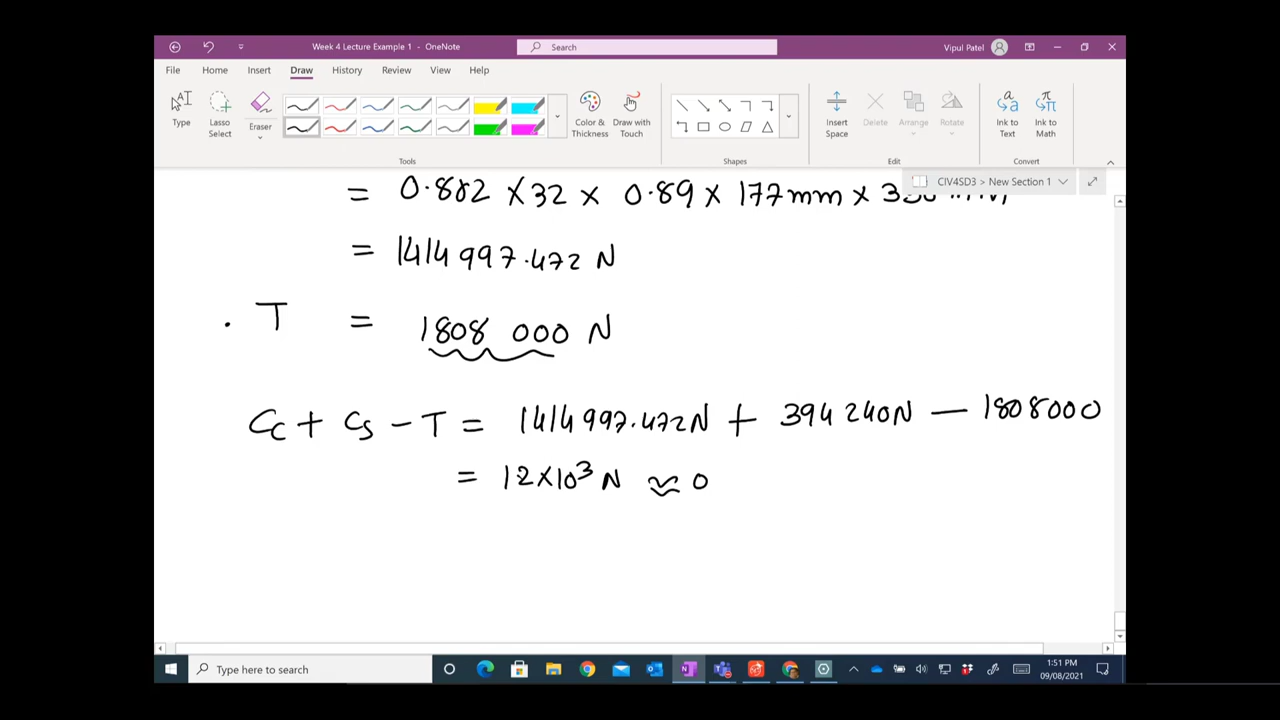 Week 4 Lecture Example 1 - OneNote
Search
Vipul Patel
File Home Insert Draw History Review View Help
Type Lasso Select Eraser Color & Thickness Draw with Touch Insert Space Delete Arrange Rotate Ink to Text Ink to Math
Tools Shapes Edit Convert
CIV4SD3 > New Section 1
= 0.882 × 32 × 0.89 × 177mm × 
= 1414 997.472 N
. T = 1808 000 N
Cc + Cs - T = 1414 997.472N + 394 240N — 1808000
= 12×10³ N ≈ 0
Type here to search
1:51 PM
09/08/2021